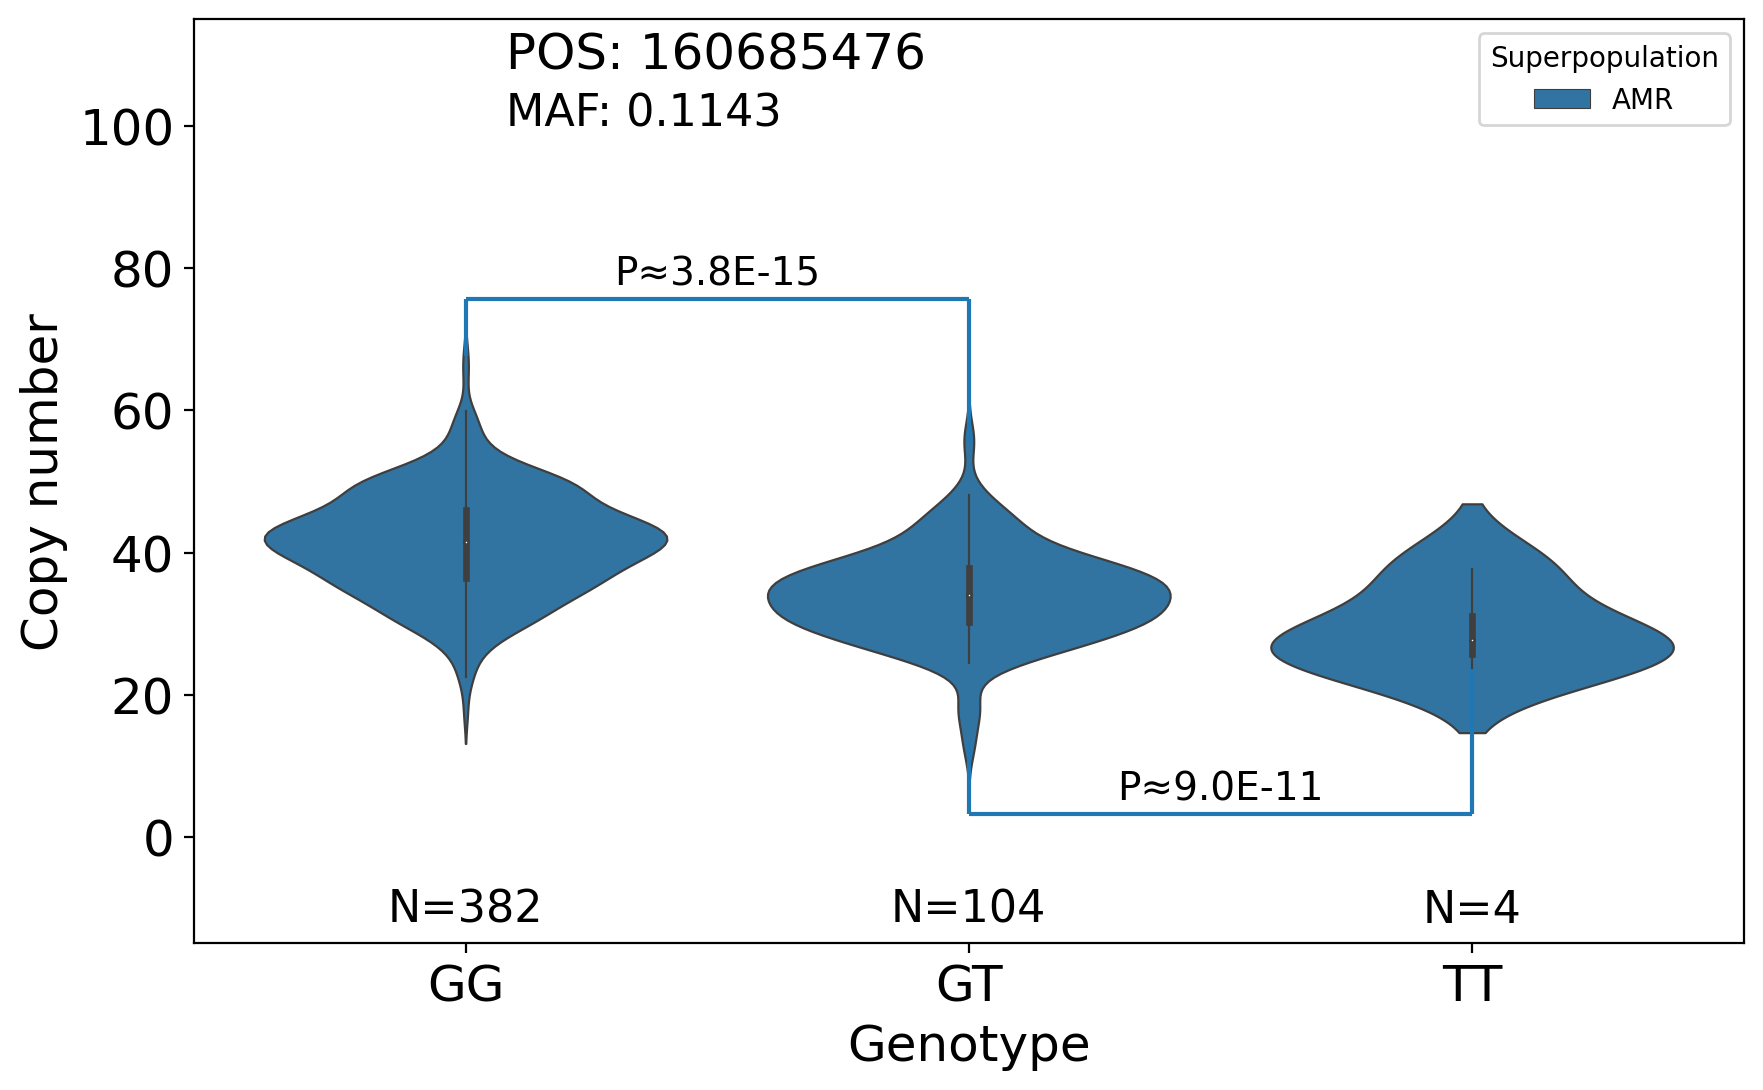 POS: 160685476
MAF: 0.1143
Superpopulation
AMR
100
80
60
40
20
0
Copy number
P≈3.8E-15
P≈9.0E-11
N=382
N=104
N=4
GG
GT
TT
Genotype